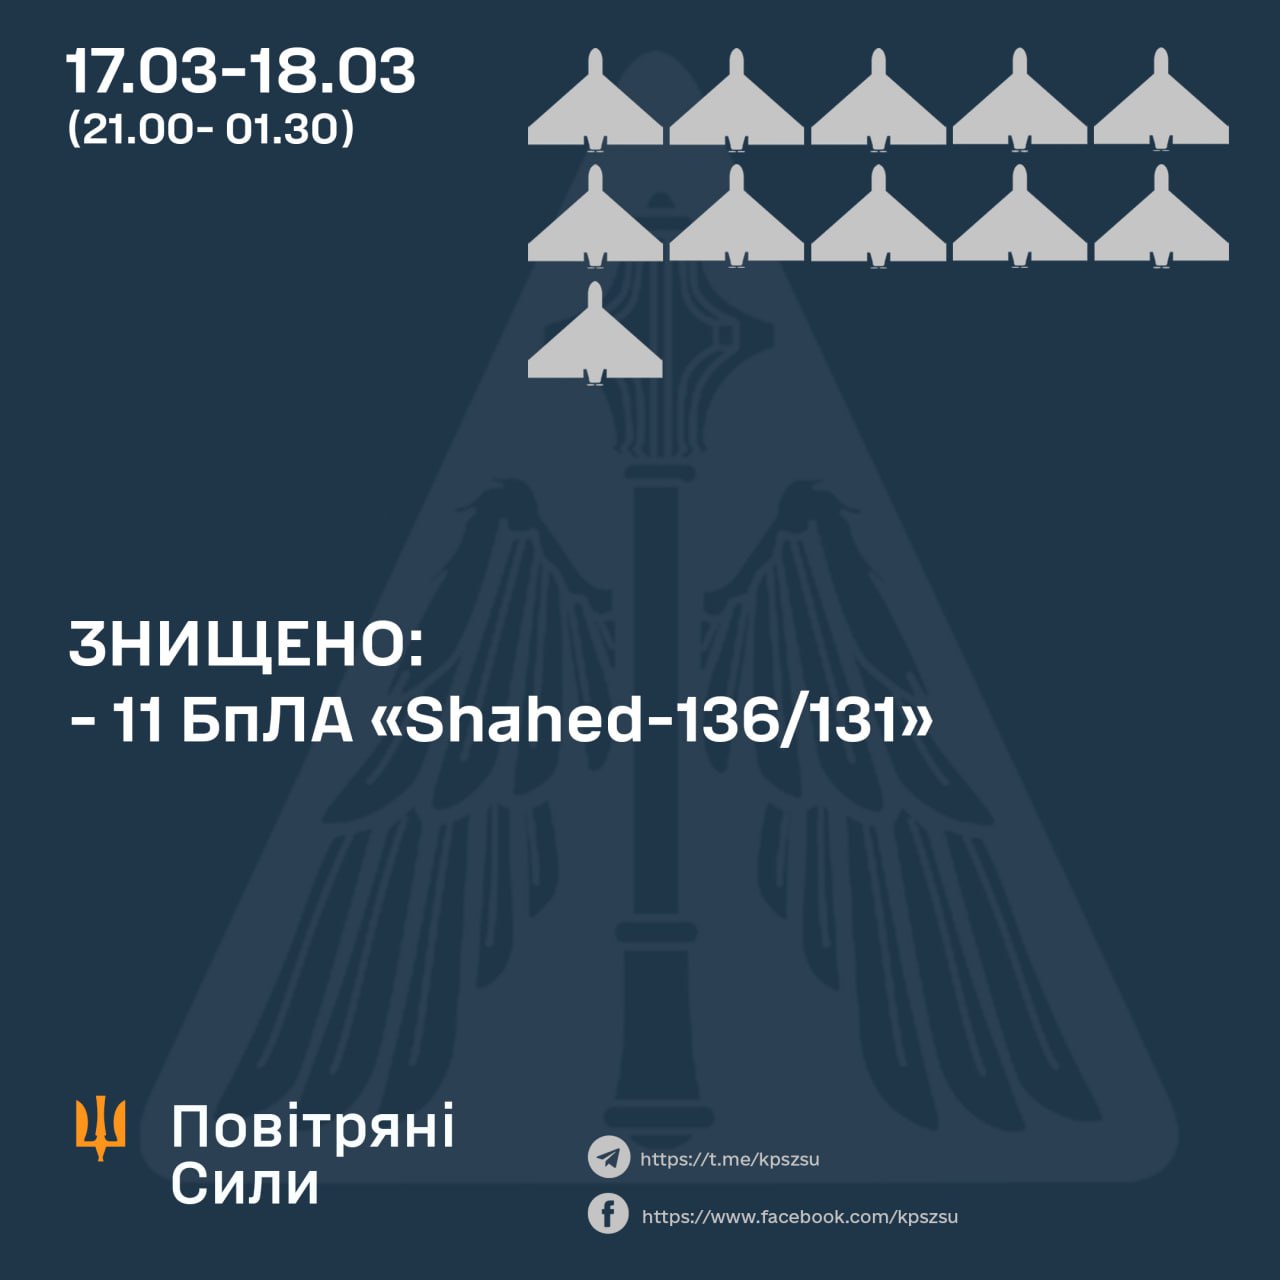 17.03-18.03
(21.00- 01.30)
ЗНИЩЕНО:
- 11 БпЛА «Shahed-136/131»
Повітряні
Сили
https://t.me/kpszsu
https://www.facebook.com/kpszsu